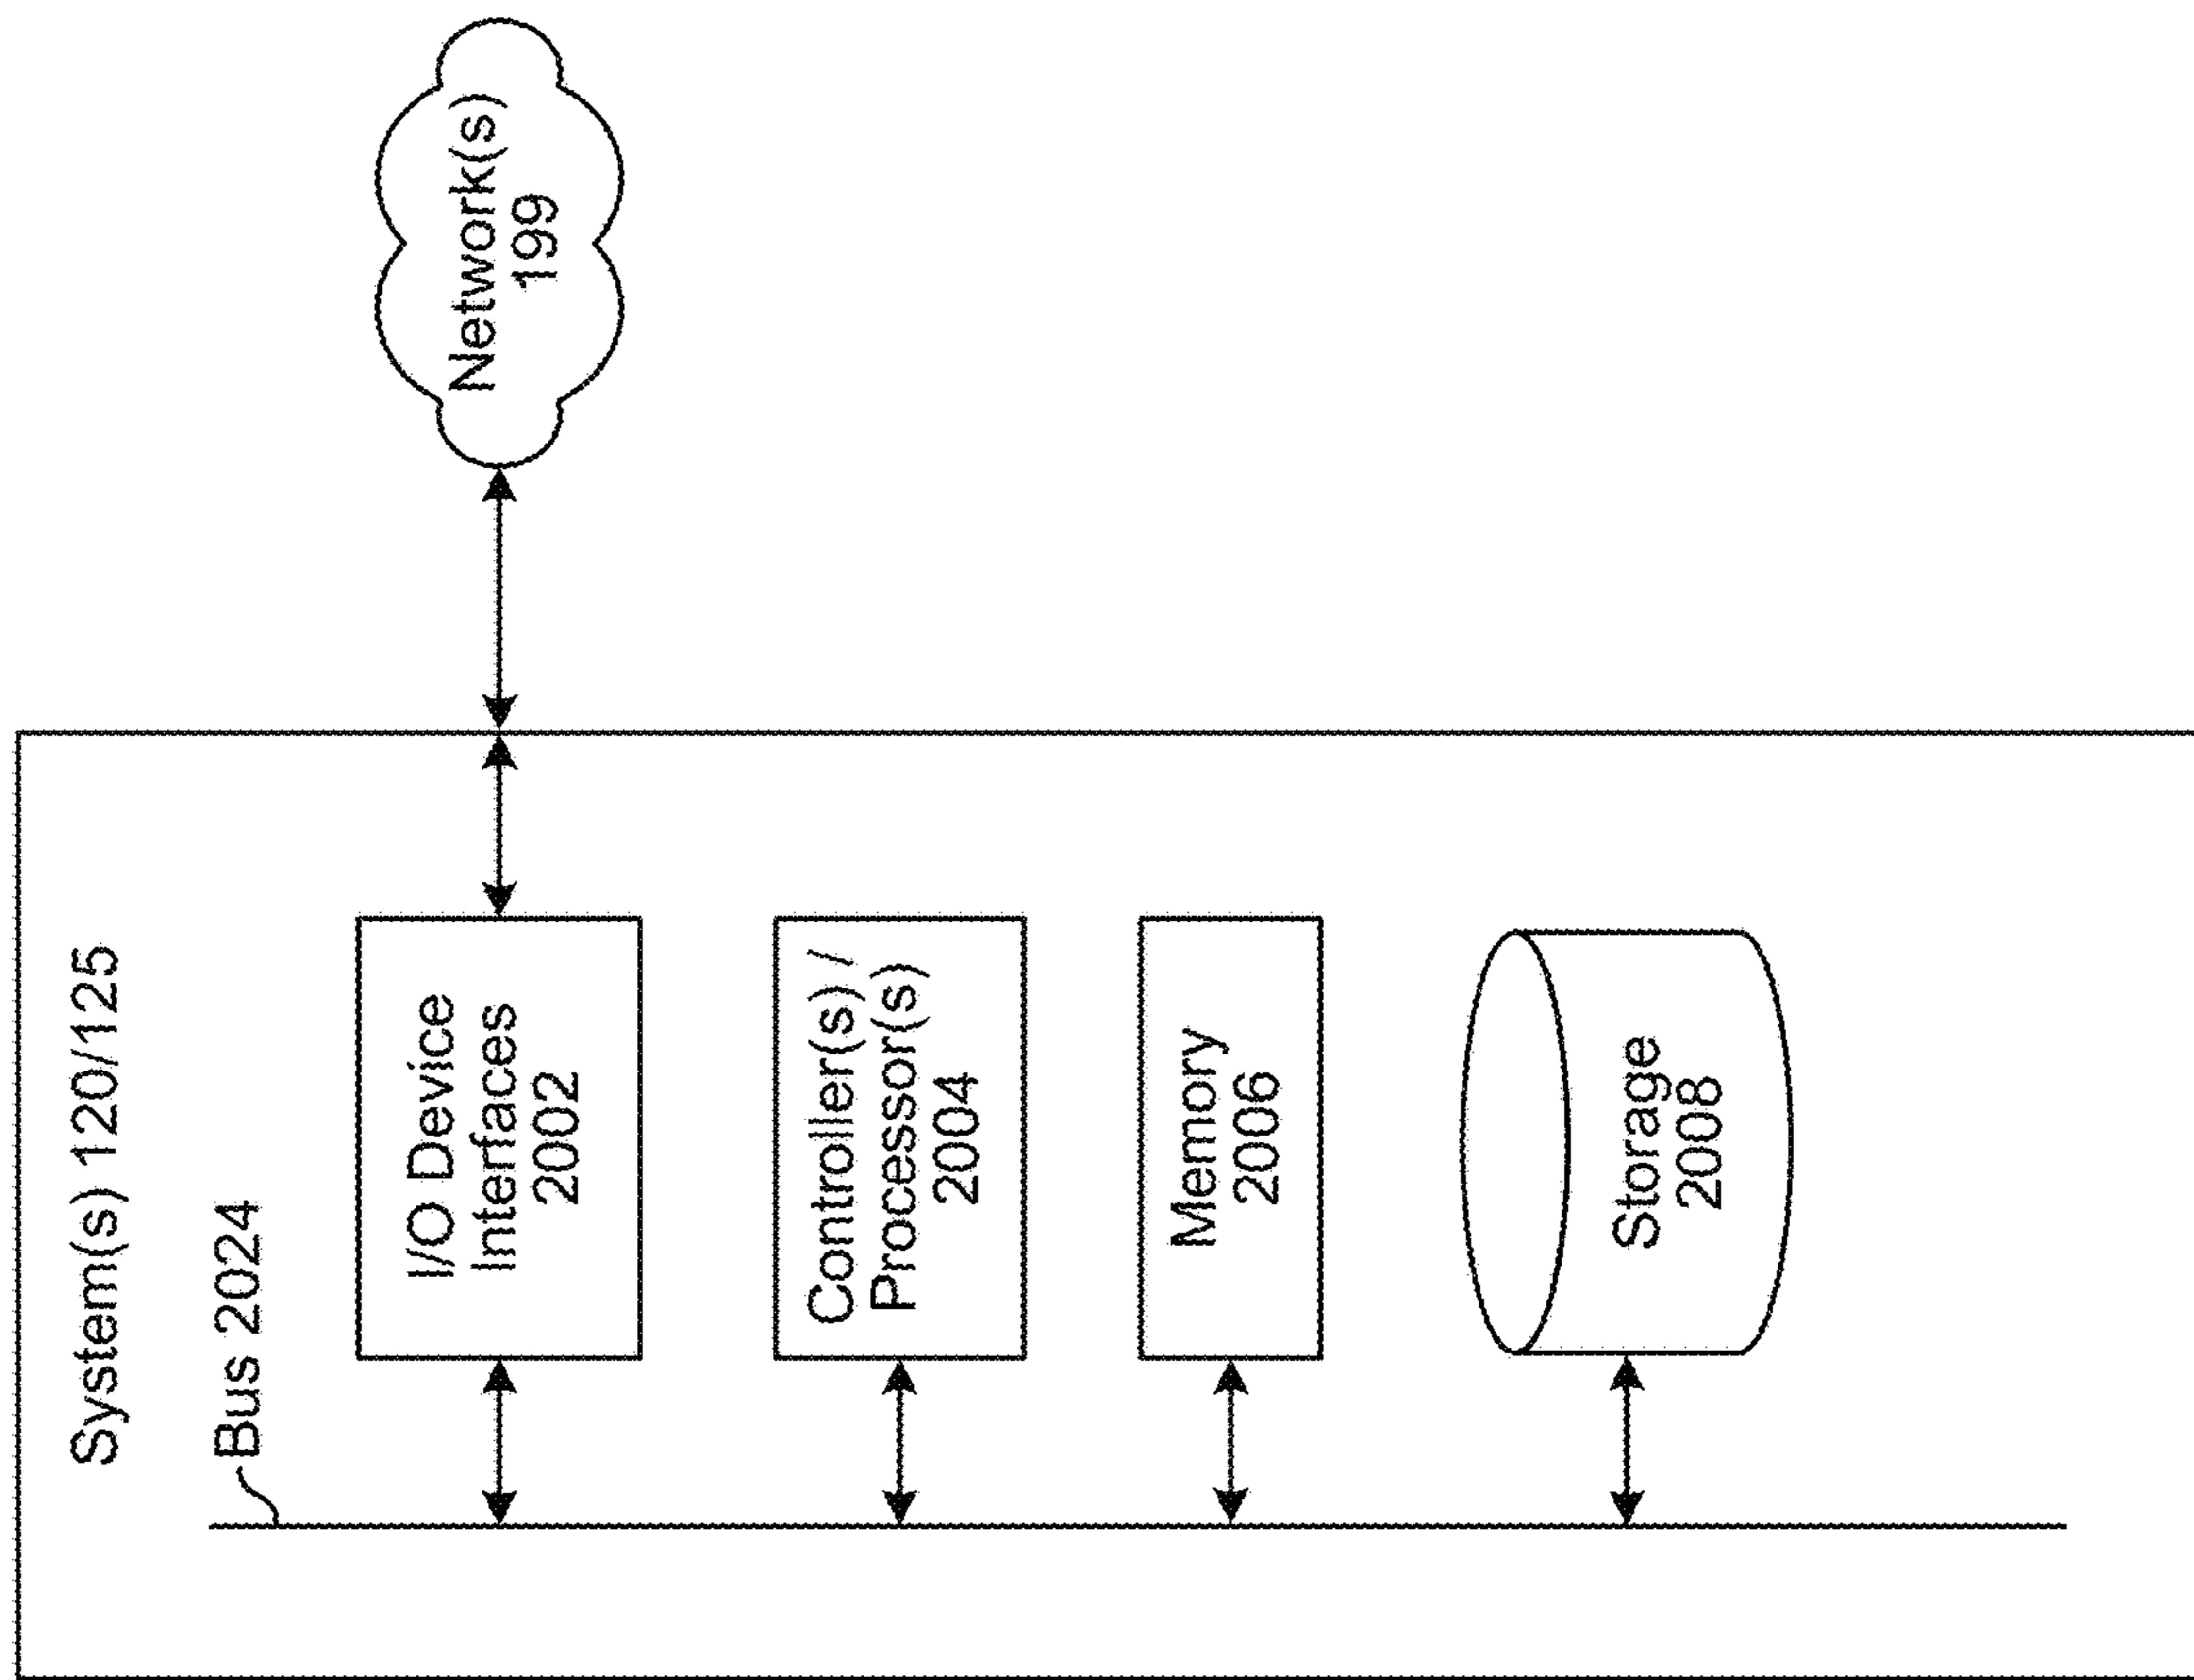 System(s) 120/125
Bus 2024
I/O Device
Interfaces
2002
Controller(s) /
Processor(s)
2004
Memory
2006
Storage
2008
Network(s)
199